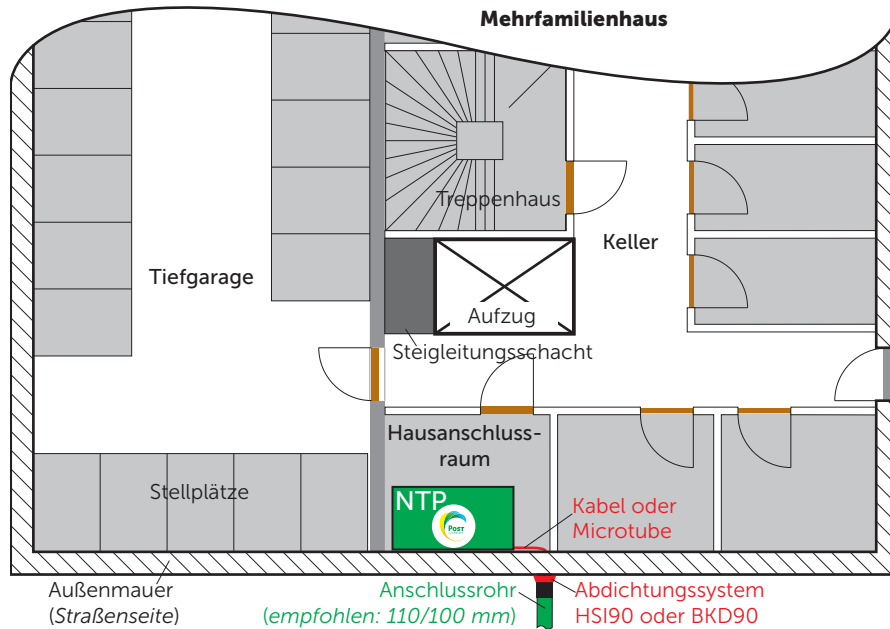 Mehrfamilienhaus
Treppenhaus
Keller
Tiefgarage
Aufzug
Steigleitungsschacht
Hausanschluss-
raum
Stellplätze
NTP
POST
Kabel oder
Microtube
Außenmauer
(Straßenseite)
Anschlussrohr
(empfohlen: 110/100 mm)
Abdichtungssystem
HSI90 oder BKD90